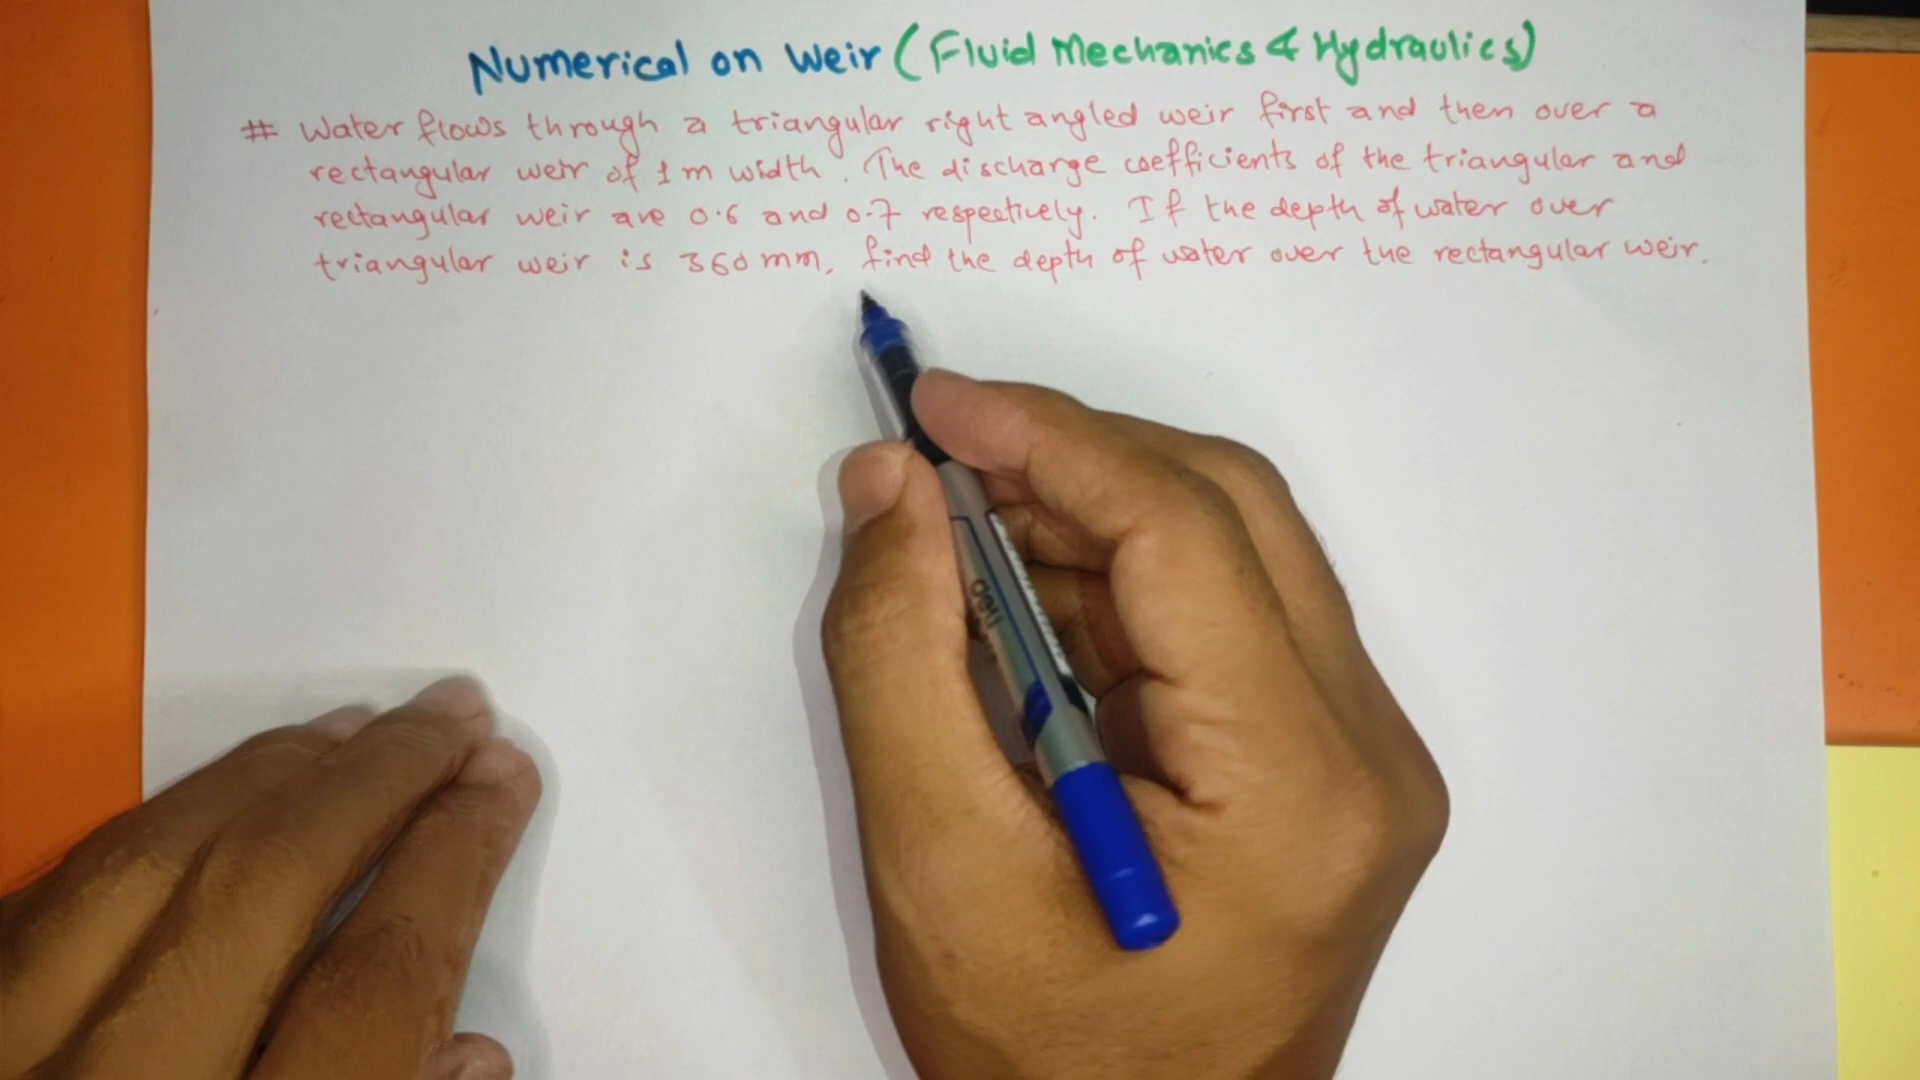 Numerical on Weir (Fluid Mechanics & Hydraulics)
# Water flows through a triangular right angled weir first and then over a
rectangular weir of 1 m width. The discharge coefficients of the triangular and
rectangular weir are 0.6 and 0.7 respectively. If the depth of water over
triangular weir is 360 mm, find the depth of water over the rectangular weir.
deli